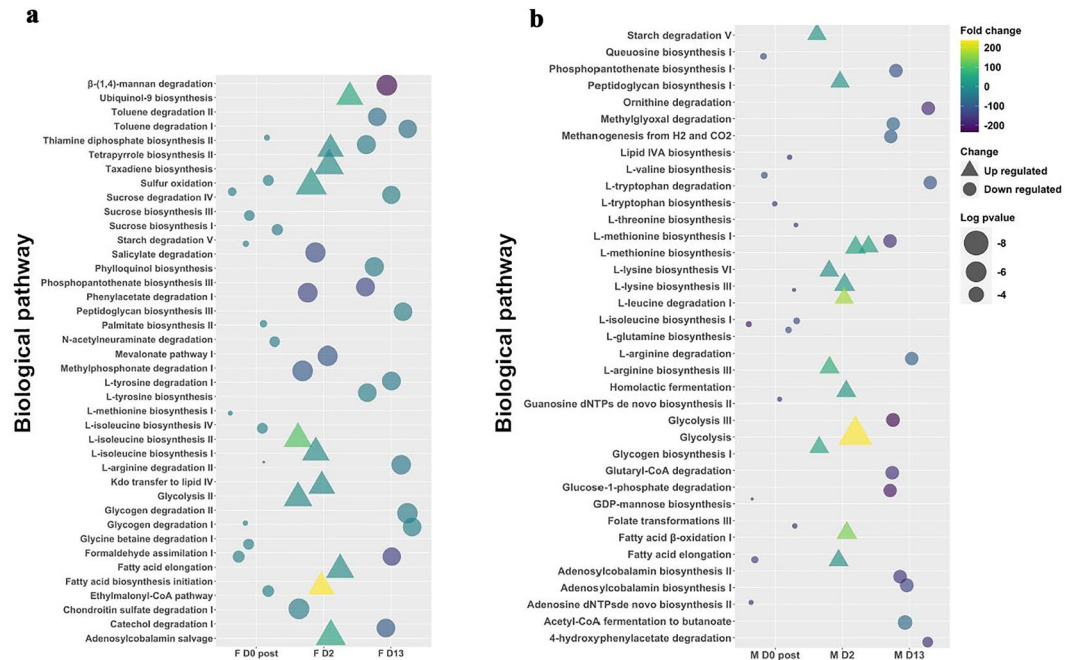 a
Biological pathway
β-(1,4)-mannan degradation
Ubiquinol-9 biosynthesis
Toluene degradation II
Toluene degradation I
Thiamine diphosphate biosynthesis II
Tetrapyrrole biosynthesis II
Taxadiene biosynthesis
Sulfur oxidation
Sucrose degradation IV
Sucrose biosynthesis III
Sucrose biosynthesis I
Starch degradation V
Salicylate degradation
Phylloquinol biosynthesis
Phosphopantothenate biosynthesis III
Phenylacetate degradation I
Peptidoglycan biosynthesis III
Palmitate biosynthesis II
N-acetylneuraminate degradation
Mevalonate pathway I
Methylphosphonate degradation I
L-tyrosine degradation I
L-tyrosine biosynthesis
L-methionine biosynthesis I
L-isoleucine biosynthesis IV
L-isoleucine biosynthesis II
L-isoleucine biosynthesis I
L-arginine degradation II
Kdo transfer to lipid IV
Glycolysis II
Glycogen degradation II
Glycogen degradation I
Glycine betaine degradation I
Formaldehyde assimilation I
Fatty acid elongation
Fatty acid biosynthesis initiation
Ethylmalonyl-CoA pathway
Chondroitin sulfate degradation I
Catechol degradation I
Adenosylcobalamin salvage
F D0 post
F D2
F D13
b
Biological pathway
Starch degradation V
Queuosine biosynthesis I
Phosphopantothenate biosynthesis I
Peptidoglycan biosynthesis I
Ornithine degradation
Methylglyoxal degradation
Methanogenesis from H2 and CO2
Lipid IVA biosynthesis
L-valine biosynthesis
L-tryptophan degradation
L-tryptophan biosynthesis
L-threonine biosynthesis
L-methionine biosynthesis I
L-methionine biosynthesis
L-lysine biosynthesis VI
L-lysine biosynthesis III
L-leucine degradation I
L-isoleucine biosynthesis I
L-glutamine biosynthesis
L-arginine degradation
L-arginine biosynthesis III
Homolactic fermentation
Guanosine dNTPs de novo biosynthesis II
Glycolysis III
Glycolysis
Glycogen biosynthesis I
Glutaryl-CoA degradation
Glucose-1-phosphate degradation
GDP-mannose biosynthesis
Folate transformations III
Fatty acid β-oxidation I
Fatty acid elongation
Adenosylcobalamin biosynthesis II
Adenosylcobalamin biosynthesis I
Adenosine dNTPsde novo biosynthesis II
Acetyl-CoA fermentation to butanoate
4-hydroxyphenylacetate degradation
M D0 post
M D2
M D13
Fold change
200
100
0
-100
-200
Change
Up regulated
Down regulated
Log pvalue
-8
-6
-4